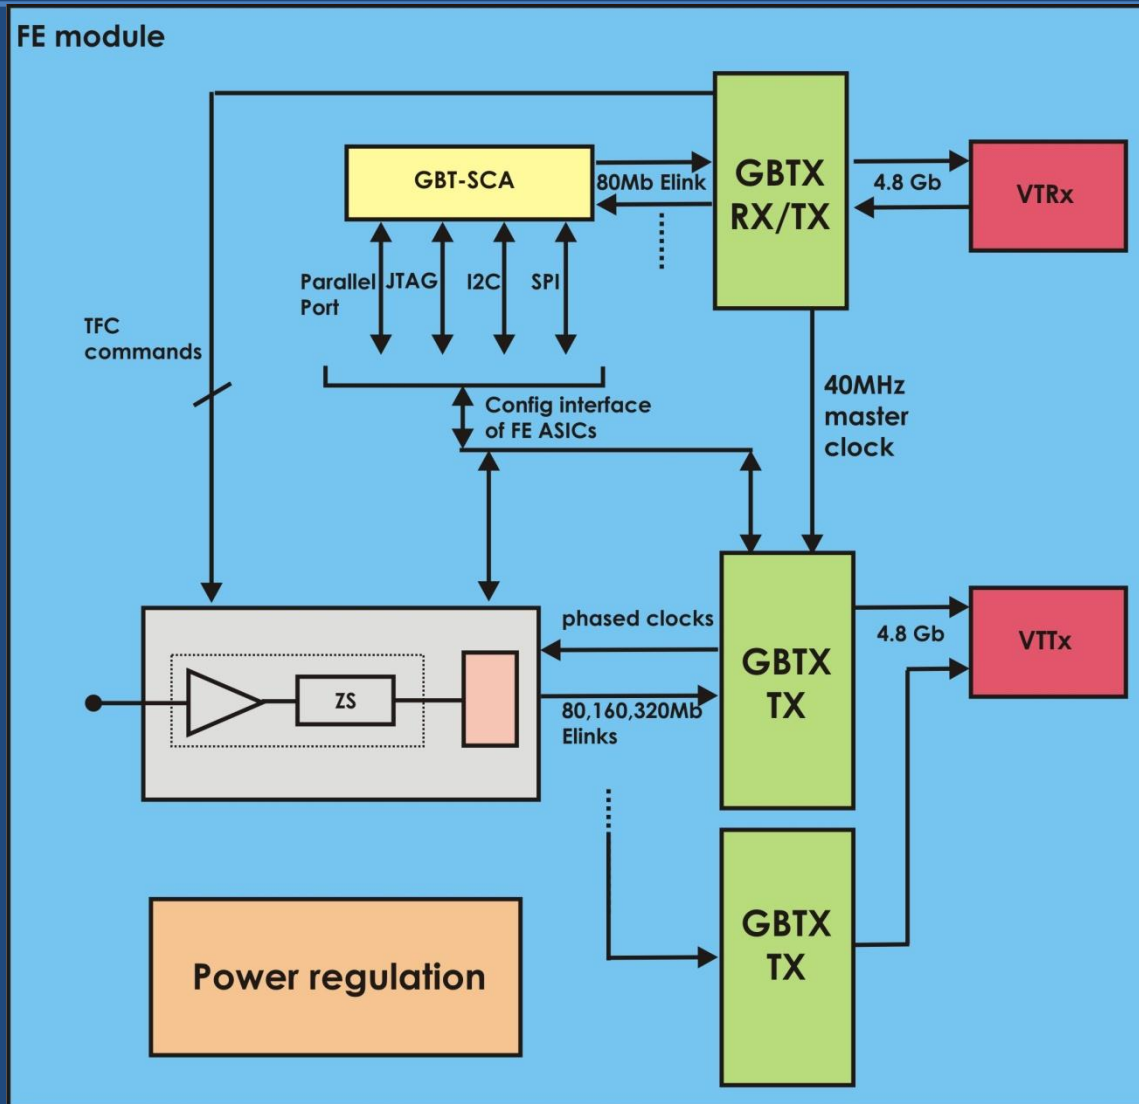 FE module
GBT-SCA
80Mb Elink
GBTX
RX/TX
4.8 Gb
VTRx
Parallel
Port
JTAG
I2C
SPI
TFC
commands
Config interface
of FE ASICs
40MHz
master
clock
phased clocks
ZS
80,160,320Mb
Elinks
GBTX
TX
4.8 Gb
VTTx
GBTX
TX
Power regulation